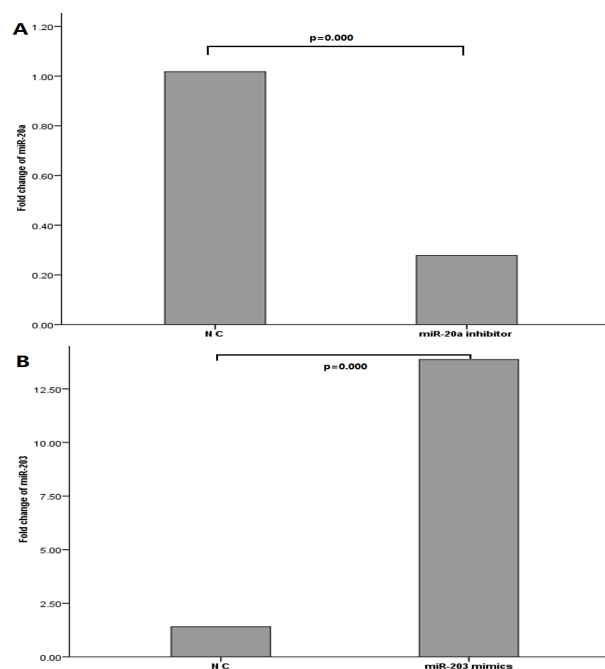 A
1.20
p=0.000
1.00
0.80
0.60
0.40
0.20
0.00
Fold change of miR-20a
N C
miR-20a inhibitor
B
p=0.000
12.50
10.00
7.50
5.00
2.50
0.00
Fold change of miR-203
N C
miR-203 mimics